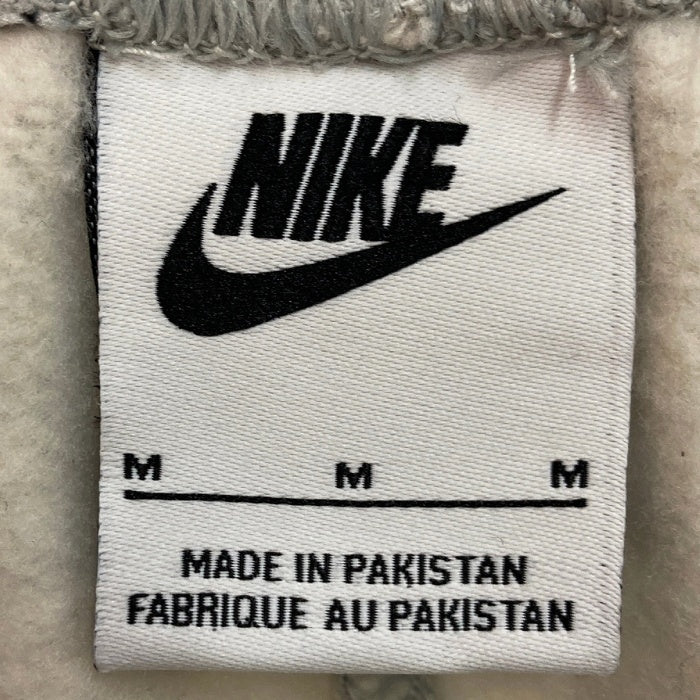 NIKE
M M M
MADE IN PAKISTAN
FABRIQUE AU PAKISTAN